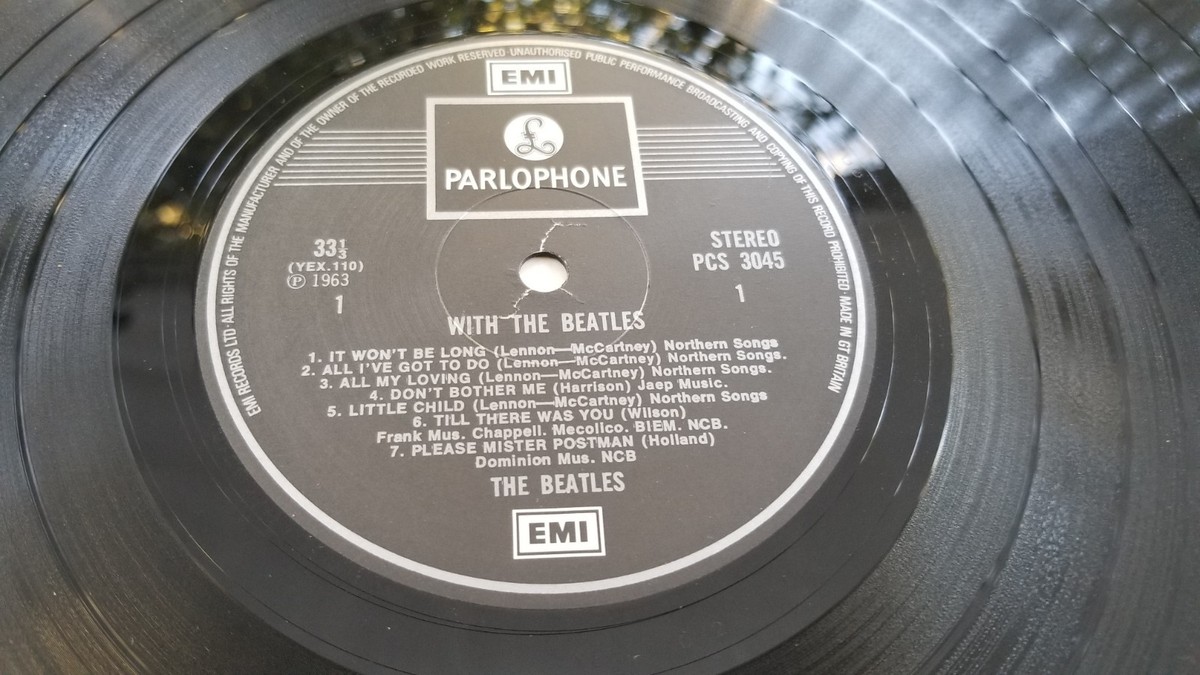 EMI RECORDS LTD·ALL RIGHTS OF THE MANUFACTURER AND OF THE OWNER OF THE RECORDED WORK RESERVED·UNAUTHORISED PUBLIC PERFORMANCE BROADCASTING AND COPYING OF THIS RECORD PROHIBITED·MADE IN GT BRITAIN
EMI
£
PARLOPHONE
33⅓
(YEX.110)
℗ 1963
1
STEREO
PCS 3045
1
WITH THE BEATLES
1. IT WON'T BE LONG (Lennon—McCartney) Northern Songs
2. ALL I'VE GOT TO DO (Lennon—McCartney) Northern Songs.
3. ALL MY LOVING (Lennon—McCartney) Northern Songs.
4. DON'T BOTHER ME (Harrison) Jaep Music.
5. LITTLE CHILD (Lennon—McCartney) Northern Songs
6. TILL THERE WAS YOU (Wilson)
Frank Mus. Chappell. Mecolico. BIEM. NCB.
7. PLEASE MISTER POSTMAN (Holland)
Dominion Mus. NCB
THE BEATLES
EMI